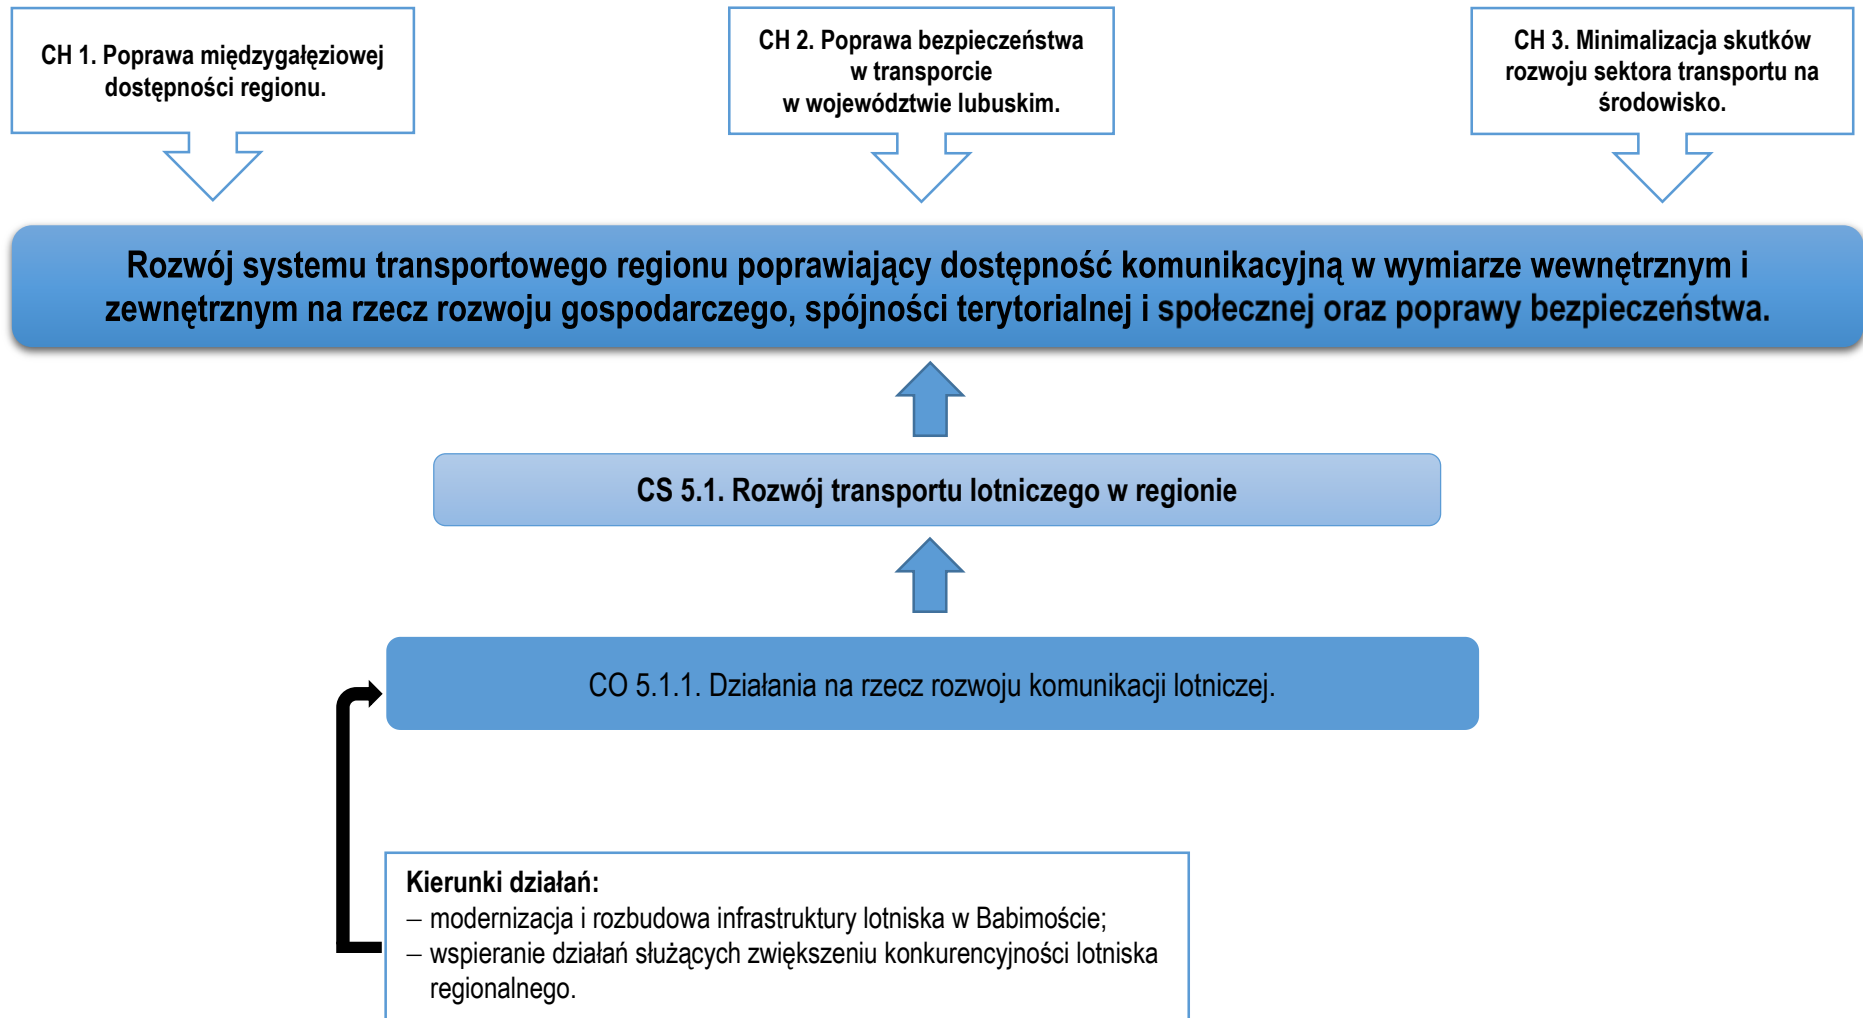 CH 1. Poprawa międzygałęziowej
dostępności regionu.
CH 2. Poprawa bezpieczeństwa
w transporcie
w województwie lubuskim.
CH 3. Minimalizacja skutków
rozwoju sektora transportu na
środowisko.
Rozwój systemu transportowego regionu poprawiający dostępność komunikacyjną w wymiarze wewnętrznym i
zewnętrznym na rzecz rozwoju gospodarczego, spójności terytorialnej i społecznej oraz poprawy bezpieczeństwa.
CS 5.1. Rozwój transportu lotniczego w regionie
CO 5.1.1. Działania na rzecz rozwoju komunikacji lotniczej.
Kierunki działań:
– modernizacja i rozbudowa infrastruktury lotniska w Babimoście;
– wspieranie działań służących zwiększeniu konkurencyjności lotniska
regionalnego.